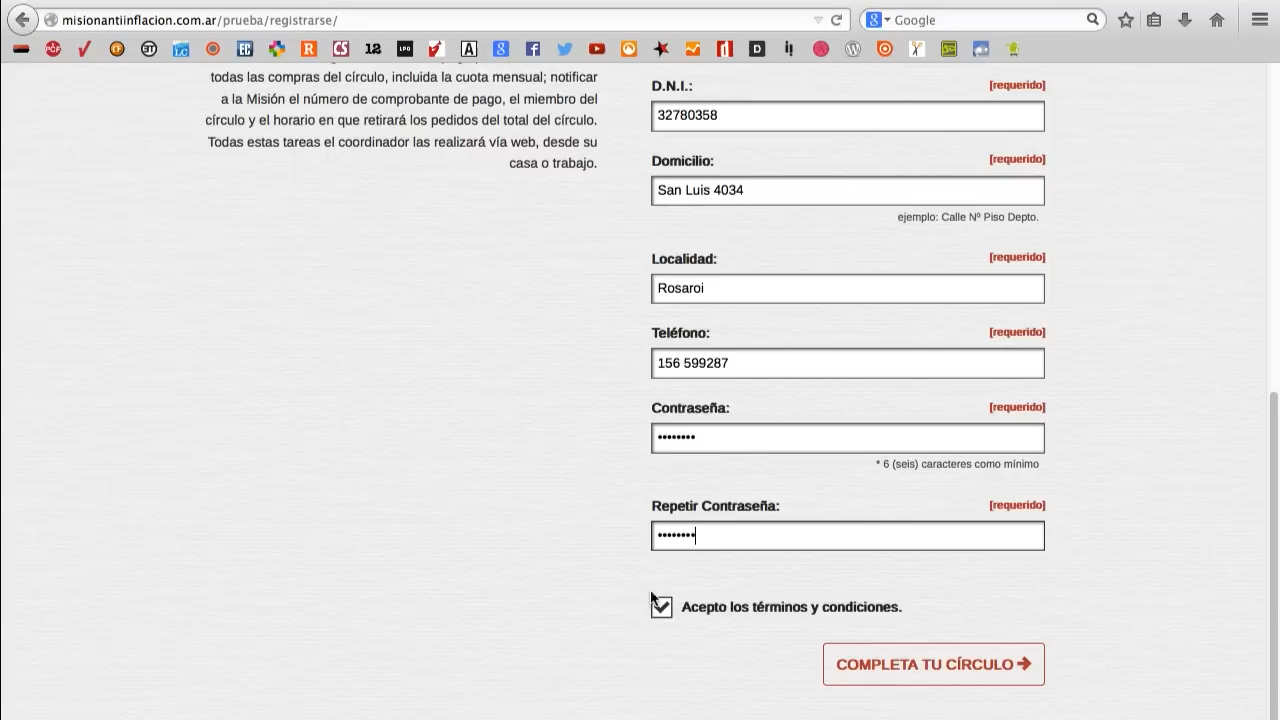 misionantiinflacion.com.ar/prueba/registrarse/
Google
todas las compras del círculo, incluida la cuota mensual; notificar
a la Misión el número de comprobante de pago, el miembro del
círculo y el horario en que retirará los pedidos del total del círculo.
Todas estas tareas el coordinador las realizará vía web, desde su
casa o trabajo.
D.N.I.: [requerido]
32780358
Domicilio: [requerido]
San Luis 4034
ejemplo: Calle Nº Piso Depto.
Localidad: [requerido]
Rosaroi
Teléfono: [requerido]
156 599287
Contraseña: [requerido]
••••••••
* 6 (seis) caracteres como mínimo
Repetir Contraseña: [requerido]
••••••••
Acepto los términos y condiciones.
COMPLETA TU CÍRCULO